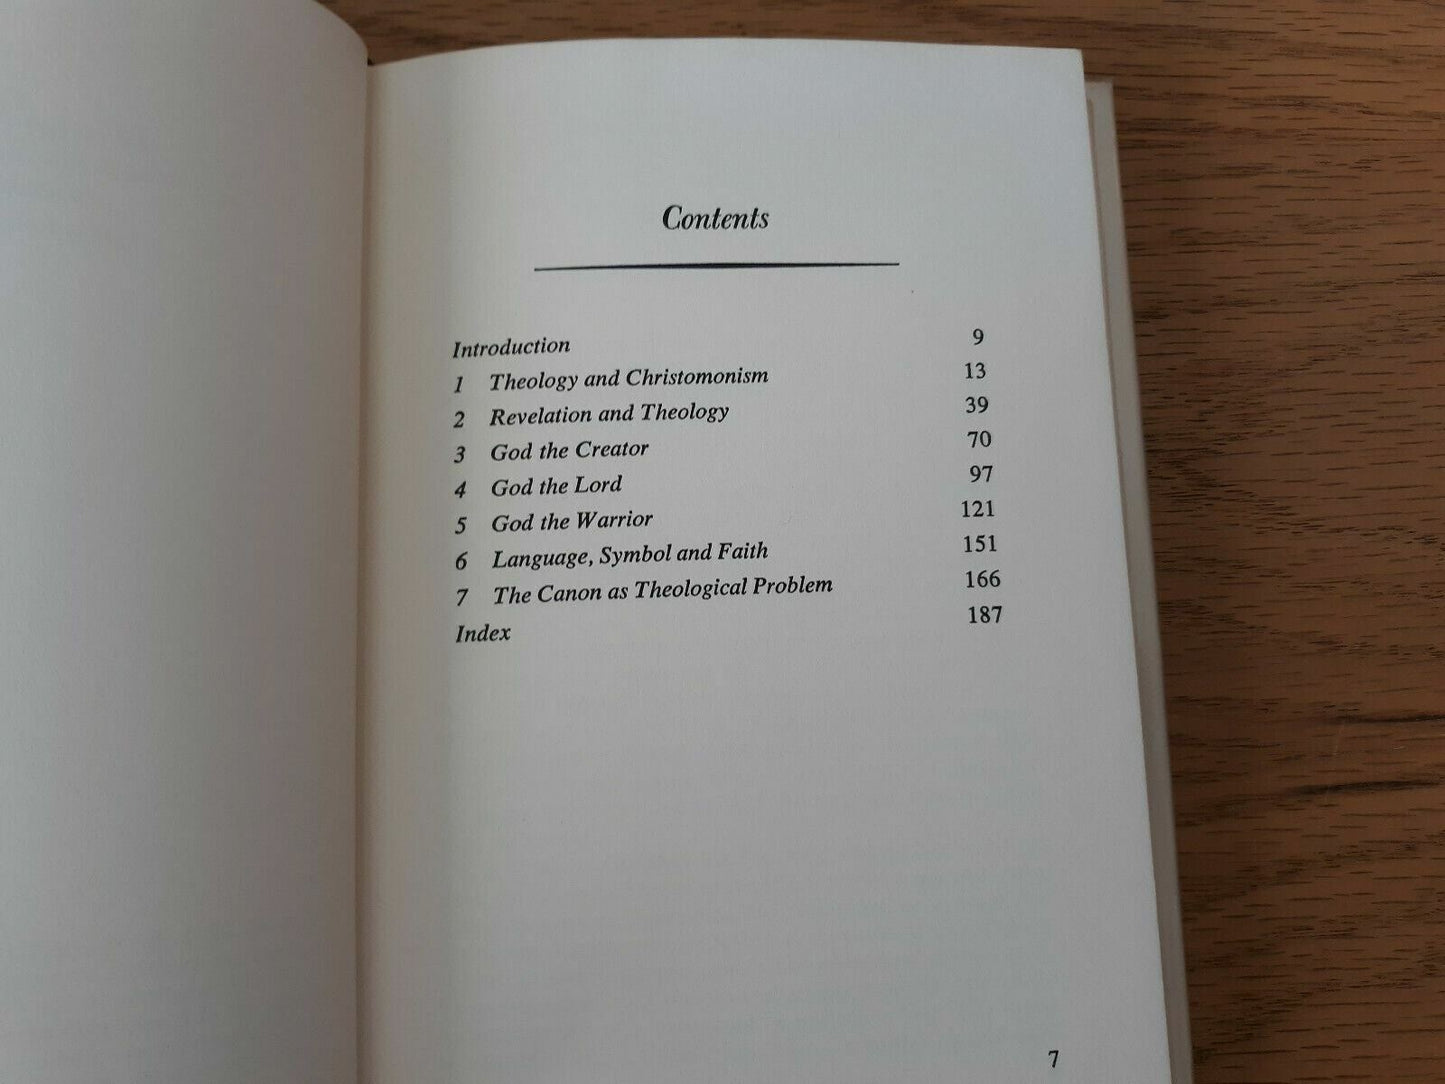 Contents
Introduction 9
1 Theology and Christomonism 13
2 Revelation and Theology 39
3 God the Creator 70
4 God the Lord 97
5 God the Warrior 121
6 Language, Symbol and Faith 151
7 The Canon as Theological Problem 166
Index 187
7